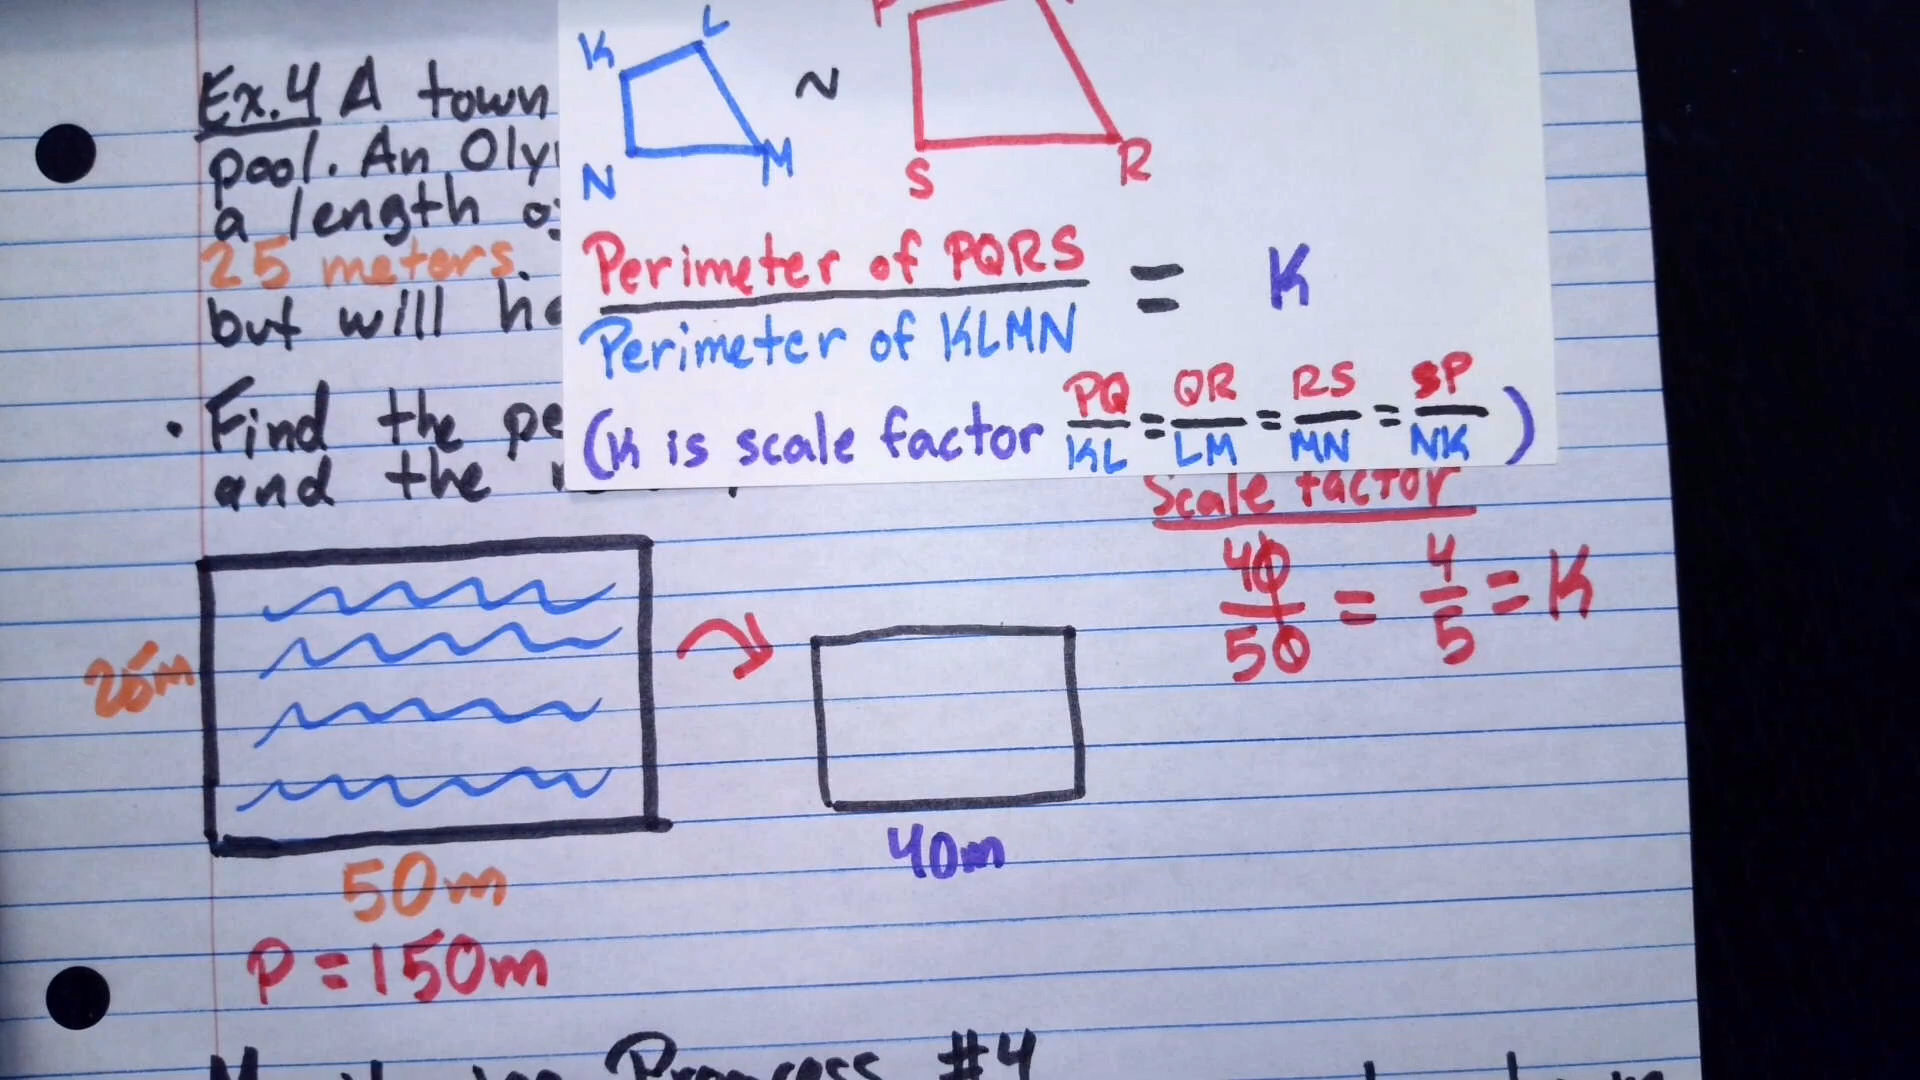 Ex.4 A town
pool. An Oly
a length o
25 meters.
but will ha
• Find the pe
and the
K L
~
N M
S R
Perimeter of PQRS = K
Perimeter of KLMN
(K is scale factor PQ/KL = QR/LM = RS/MN = SP/NK)
Scale factor
40/50 = 4/5 = K
25m
50m
40m
P = 150m
Progress #4